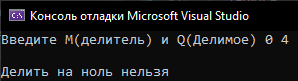 Консоль отладки Microsoft Visual Studio
Введите M(делитель) и Q(Делимое) 0 4
Делить на ноль нельзя